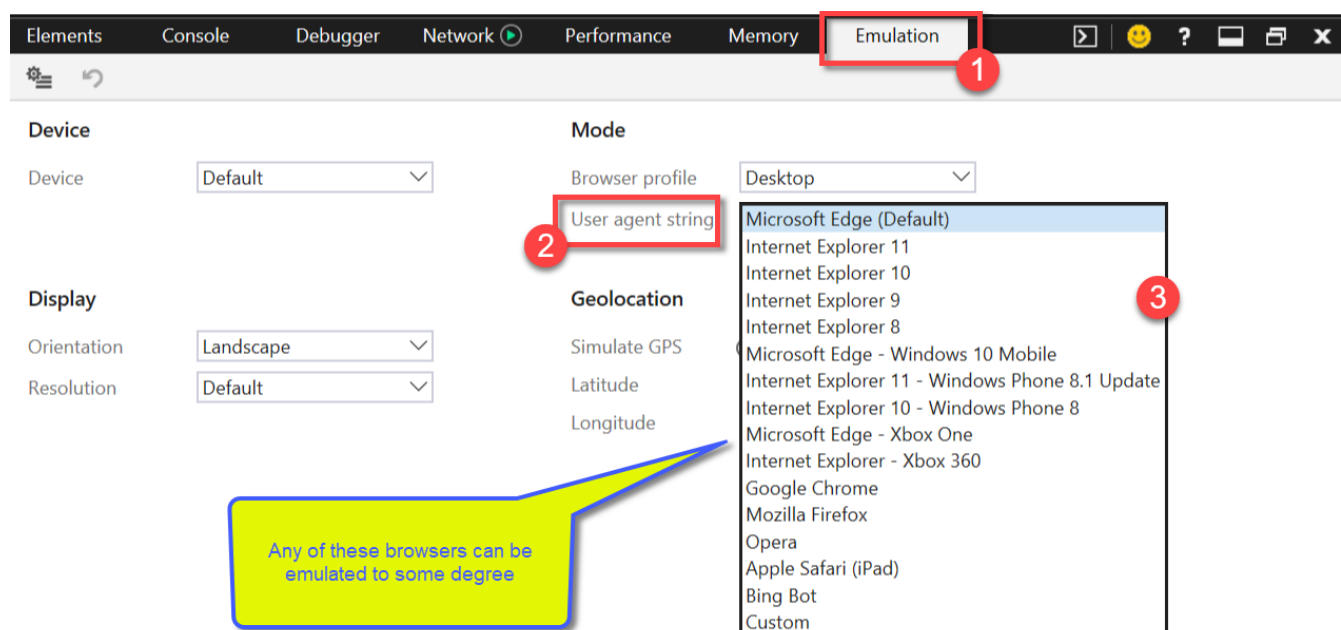 Elements Console Debugger Network Performance Memory Emulation ? X
1
Device
Device Default
Mode
Browser profile Desktop
2 User agent string
Microsoft Edge (Default)
Internet Explorer 11
Internet Explorer 10
Internet Explorer 9
Internet Explorer 8
Microsoft Edge - Windows 10 Mobile
Internet Explorer 11 - Windows Phone 8.1 Update
Internet Explorer 10 - Windows Phone 8
Microsoft Edge - Xbox One
Internet Explorer - Xbox 360
Google Chrome
Mozilla Firefox
Opera
Apple Safari (iPad)
Bing Bot
Custom
3
Display
Orientation Landscape
Resolution Default
Geolocation
Simulate GPS
Latitude
Longitude
Any of these browsers can be
emulated to some degree